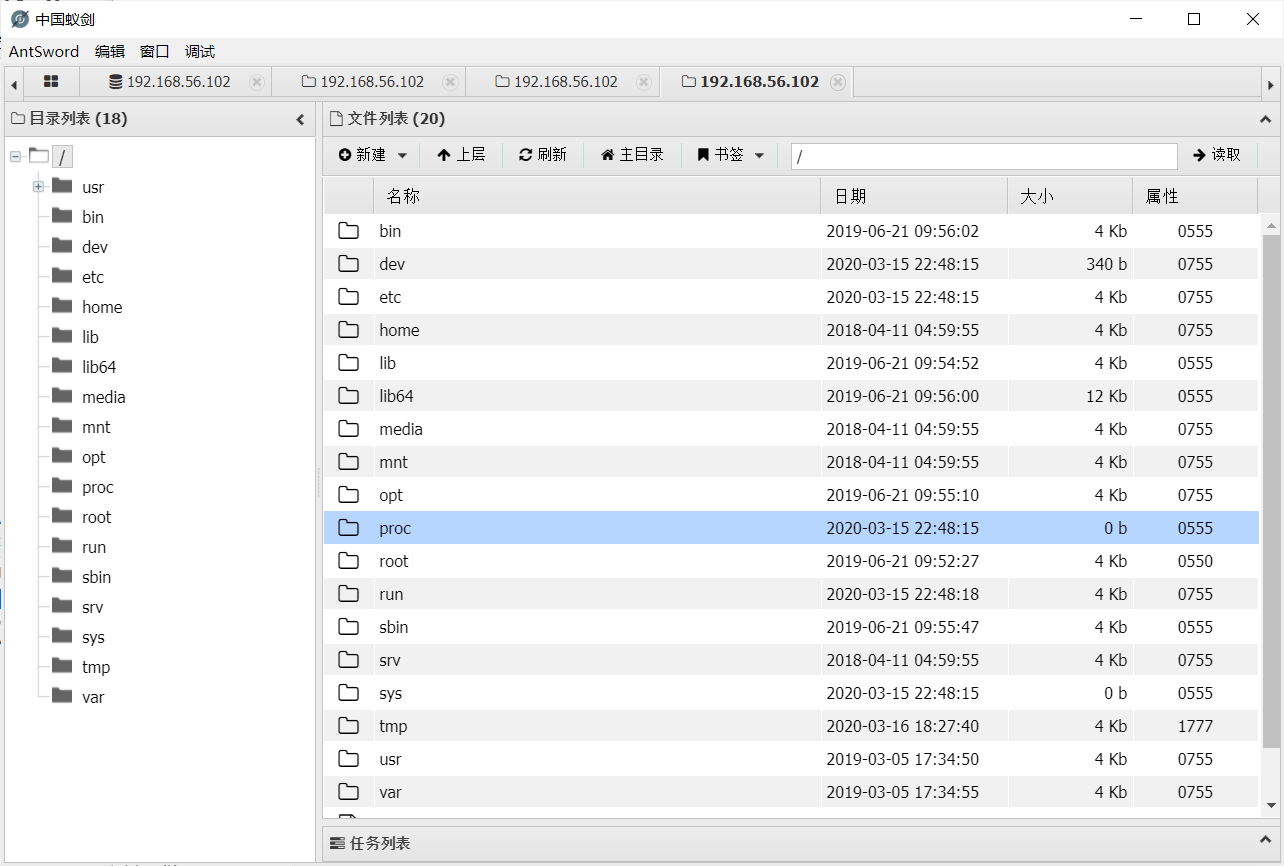 中国蚁剑
AntSword 编辑 窗口 调试
192.168.56.102 192.168.56.102 192.168.56.102 192.168.56.102
目录列表 (18)
/
usr
bin
dev
etc
home
lib
lib64
media
mnt
opt
proc
root
run
sbin
srv
sys
tmp
var
文件列表 (20)
新建 上层 刷新 主目录 书签 / 读取
名称 日期 大小 属性
bin 2019-06-21 09:56:02 4 Kb 0555
dev 2020-03-15 22:48:15 340 b 0755
etc 2020-03-15 22:48:15 4 Kb 0755
home 2018-04-11 04:59:55 4 Kb 0755
lib 2019-06-21 09:54:52 4 Kb 0555
lib64 2019-06-21 09:56:00 12 Kb 0555
media 2018-04-11 04:59:55 4 Kb 0755
mnt 2018-04-11 04:59:55 4 Kb 0755
opt 2019-06-21 09:55:10 4 Kb 0755
proc 2020-03-15 22:48:15 0 b 0555
root 2019-06-21 09:52:27 4 Kb 0550
run 2020-03-15 22:48:18 4 Kb 0755
sbin 2019-06-21 09:55:47 4 Kb 0555
srv 2018-04-11 04:59:55 4 Kb 0755
sys 2020-03-15 22:48:15 0 b 0555
tmp 2020-03-16 18:27:40 4 Kb 1777
usr 2019-03-05 17:34:50 4 Kb 0755
var 2019-03-05 17:34:55 4 Kb 0755
任务列表